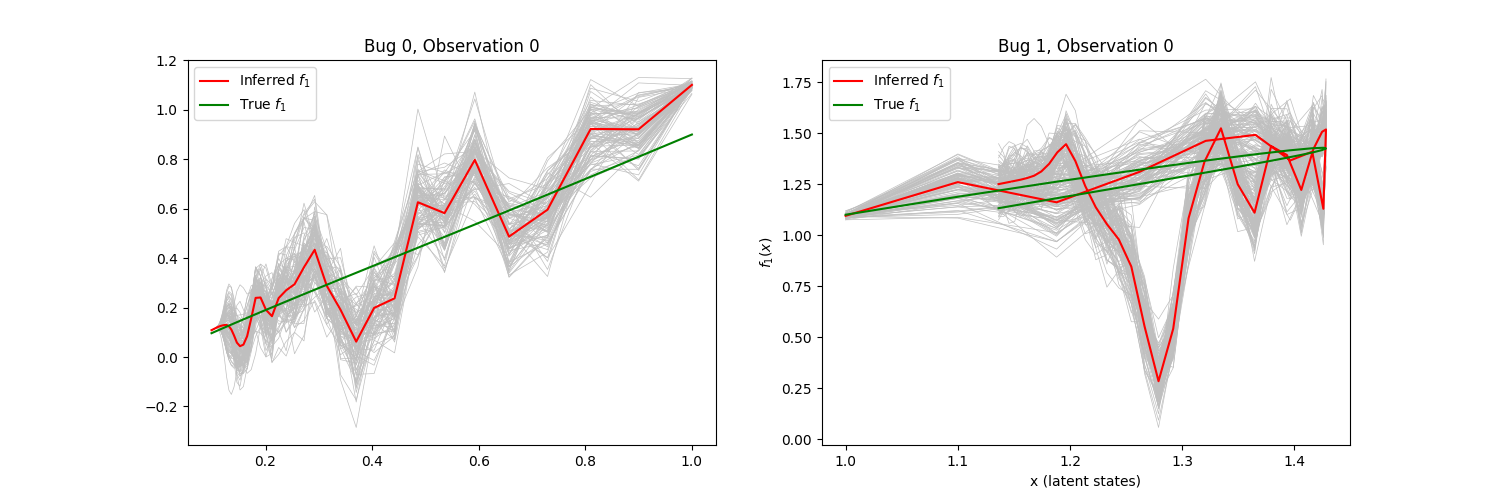 Bug 0, Observation 0
Inferred f₁
True f₁
1.2
1.0
0.8
0.6
0.4
0.2
0.0
−0.2
0.2 0.4 0.6 0.8 1.0
Bug 1, Observation 0
Inferred f₁
True f₁
f₁(x)
1.75
1.50
1.25
1.00
0.75
0.50
0.25
0.00
1.0 1.1 1.2 1.3 1.4
x (latent states)